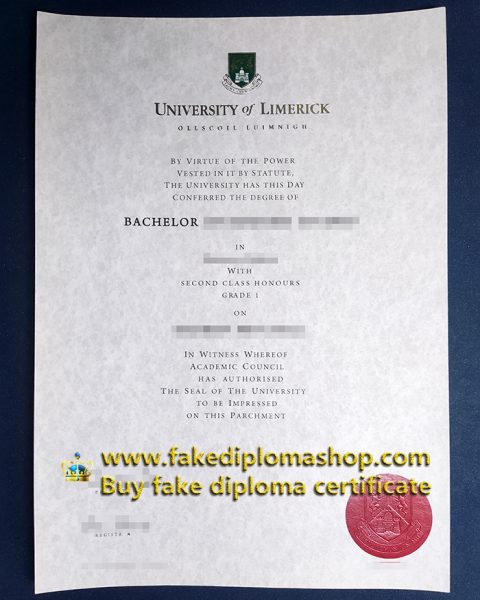 UNIVERSITY of LIMERICK
OLLSCOIL LUIMNIGH
BY VIRTUE OF THE POWER
VESTED IN IT BY STATUTE,
THE UNIVERSITY HAS THIS DAY
CONFERRED THE DEGREE OF
BACHELOR
IN
WITH
SECOND CLASS HONOURS
GRADE 1
ON
IN WITNESS WHEREOF
ACADEMIC COUNCIL
HAS AUTHORISED
THE SEAL OF THE UNIVERSITY
TO BE IMPRESSED
ON THIS PARCHMENT
www.fakediplomashop.com
Buy fake diploma certificate